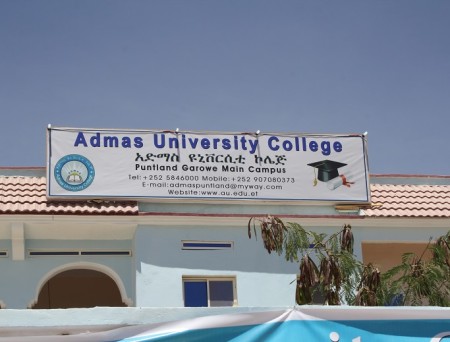 Admas University College
አድማስ ዩኒቨርሲቲ ኮሌጅ
Puntland Garowe Main Campus
Tel: +252 5846000 Mobile: +252 907080373
E-mail: admaspuntland@myway.com
Website: www.au.edu.et